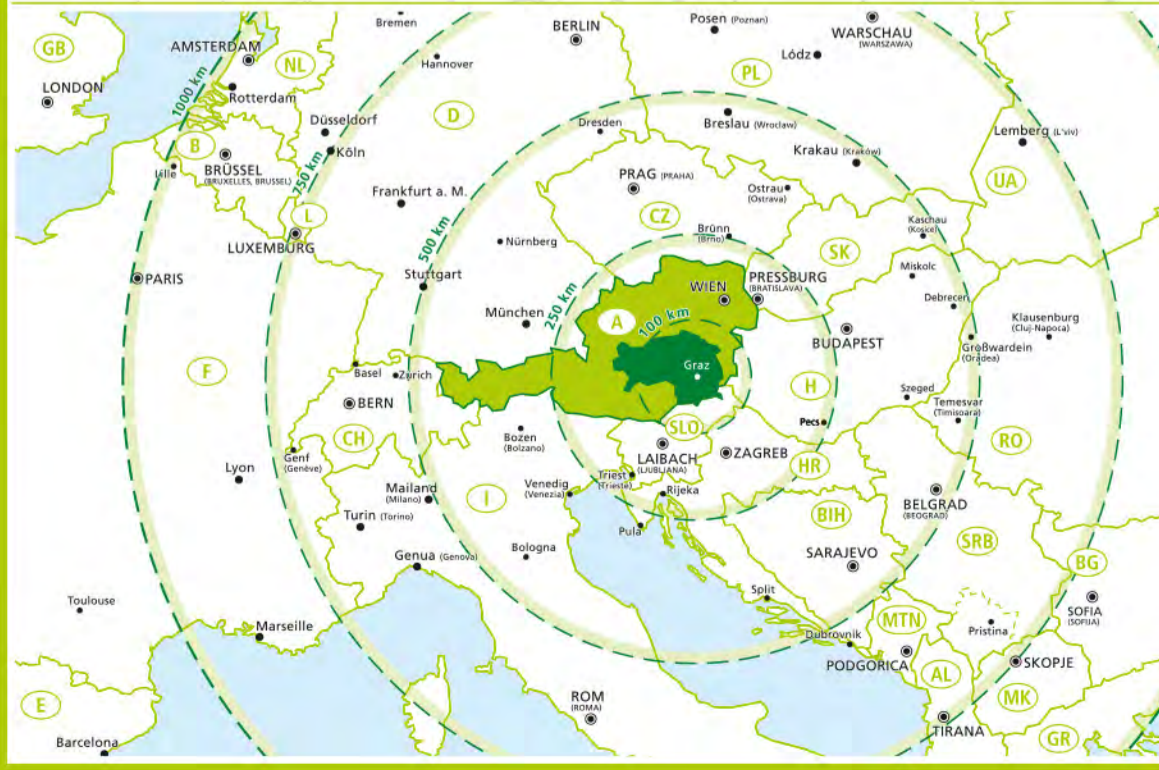 Bremen
BERLIN
Posen (Poznan)
WARSCHAU
(WARSZAWA)
GB
AMSTERDAM
NL
Hannover
Lódz
PL
LONDON
1000 km
Rotterdam
D
Düsseldorf
Dresden
Breslau (Wrocław)
Lemberg (L'viv)
B
Köln
Krakau (Kraków)
Lille
BRÜSSEL
(BRUXELLES, BRUSSEL)
750 km
PRAG (PRAHA)
Ostrau
(Ostrava)
UA
Frankfurt a. M.
L
CZ
Kaschau
(Kosice)
LUXEMBURG
500 km
Nürnberg
Brünn
(Brno)
SK
PARIS
Stuttgart
Miskolc
WIEN
PRESSBURG
(BRATISLAVA)
250 km
München
A
100 km
Debrecen
Klausenburg
(Cluj-Napoca)
BUDAPEST
Großwardein
(Oradea)
F
Basel
Zürich
Graz
H
BERN
Szeged
Temesvar
(Timisoara)
CH
Bozen
(Bolzano)
SLO
Pecs
RO
Genf
(Genève)
LAIBACH
(LJUBLJANA)
ZAGREB
HR
Lyon
Mailand
(Milano)
I
Venedig
(Venezia)
Triest
(Trieste)
Rijeka
BELGRAD
(BEOGRAD)
Turin (Torino)
Pula
BIH
SRB
Genua (Genova)
Bologna
SARAJEVO
BG
Toulouse
Split
SOFIA
(SOFIJA)
Marseille
MTN
Pristina
Dubrovnik
PODGORICA
AL
SKOPJE
E
ROM
(ROMA)
MK
TIRANA
GR
Barcelona